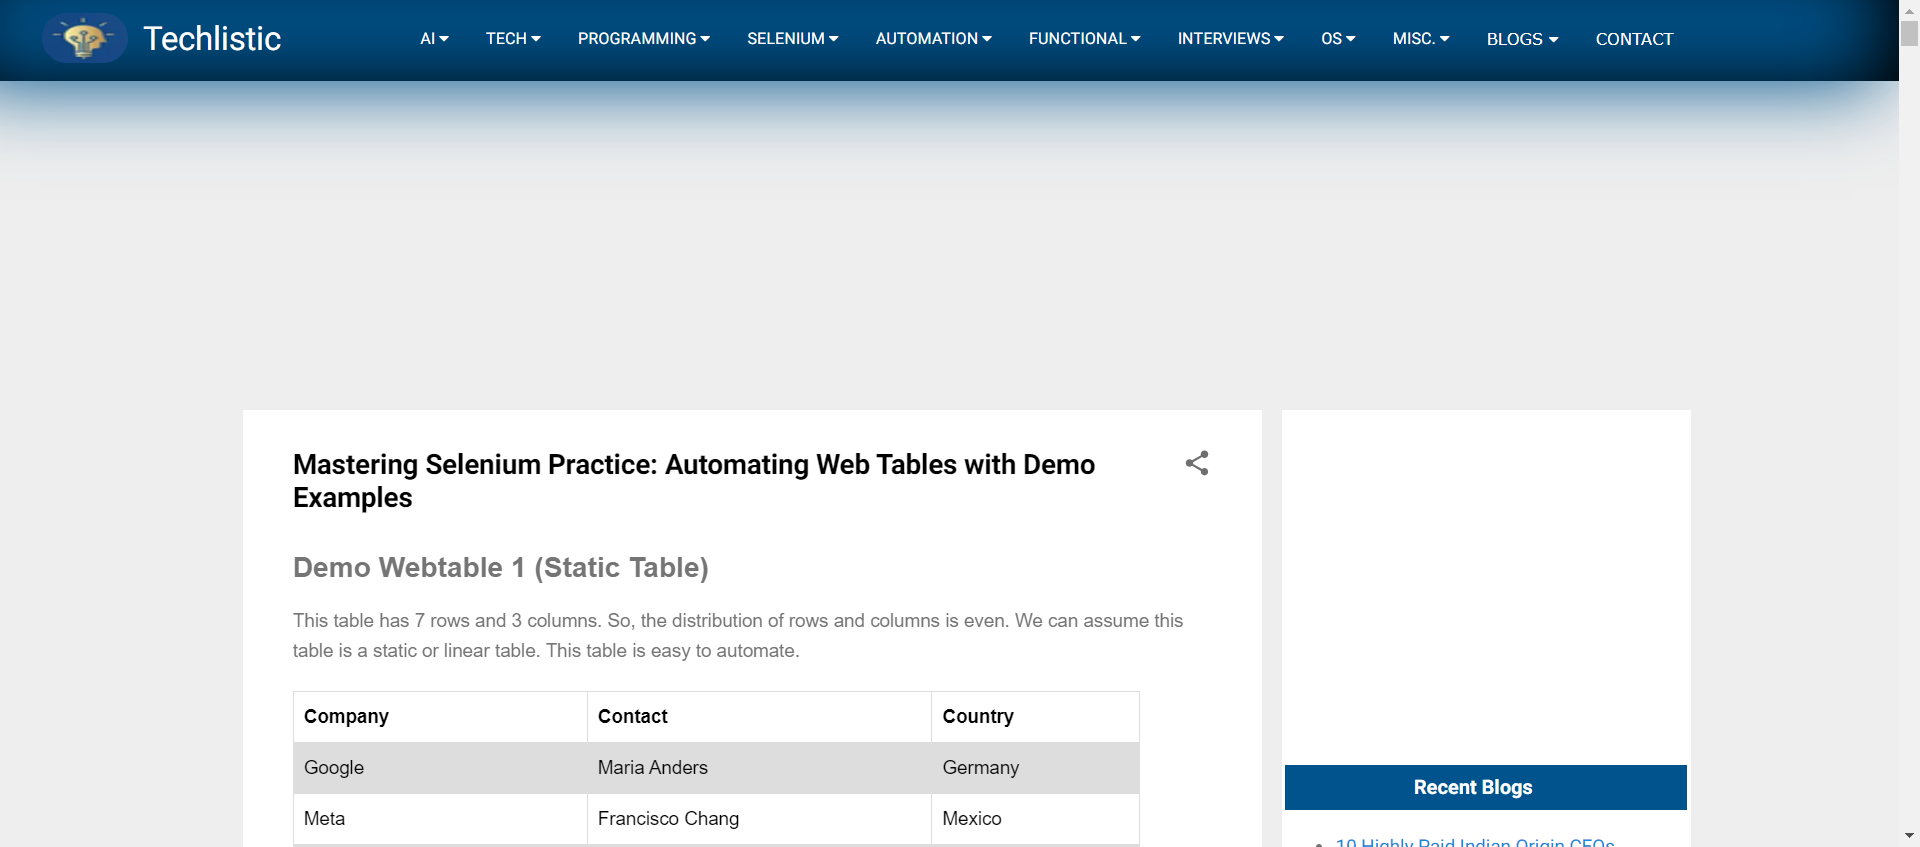 Techlistic
AI
TECH
PROGRAMMING
SELENIUM
AUTOMATION
FUNCTIONAL
INTERVIEWS
OS
MISC.
BLOGS
CONTACT
Mastering Selenium Practice: Automating Web Tables with Demo
Examples
Demo Webtable 1 (Static Table)
This table has 7 rows and 3 columns. So, the distribution of rows and columns is even. We can assume this
table is a static or linear table. This table is easy to automate.
Company Contact Country
Google Maria Anders Germany
Meta Francisco Chang Mexico
Recent Blogs
10 Highly Paid Indian Origin CEOs